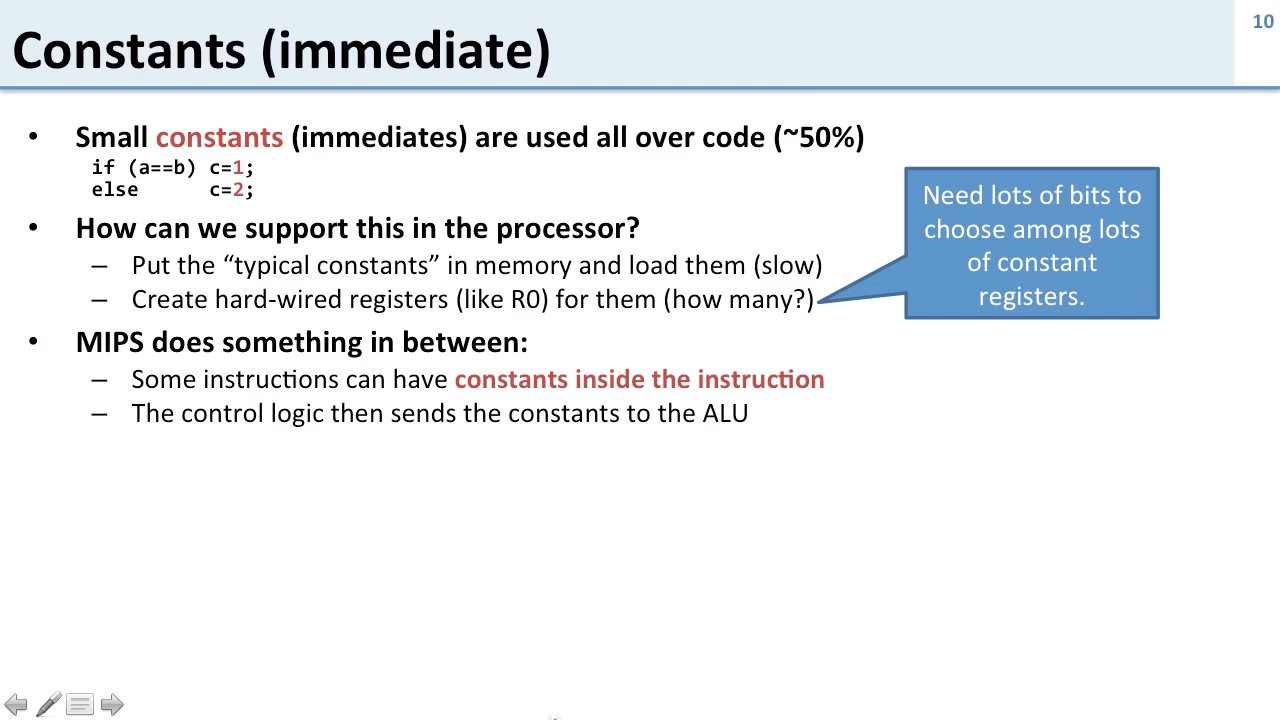 10
Constants (immediate)
• Small constants (immediates) are used all over code (~50%)
if (a==b) c=1;
else      c=2;
• How can we support this in the processor?
– Put the “typical constants” in memory and load them (slow)
– Create hard-wired registers (like R0) for them (how many?)
Need lots of bits to
choose among lots
of constant
registers.
• MIPS does something in between:
– Some instructions can have constants inside the instruction
– The control logic then sends the constants to the ALU